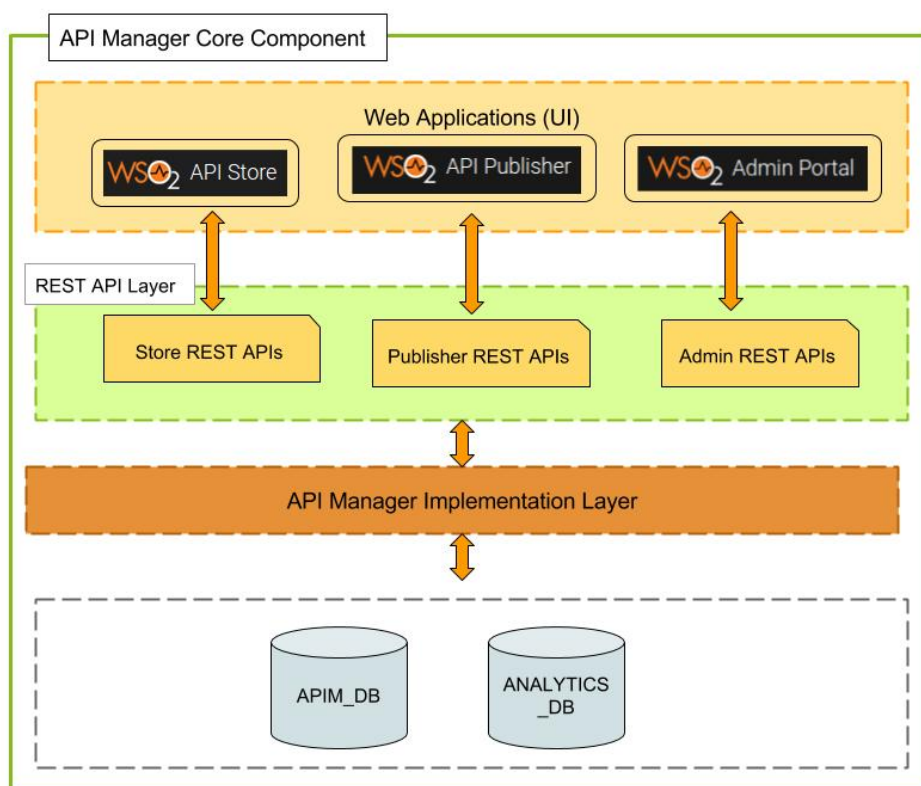 API Manager Core Component
Web Applications (UI)
WSO2 API Store
WSO2 API Publisher
WSO2 Admin Portal
REST API Layer
Store REST APIs
Publisher REST APIs
Admin REST APIs
API Manager Implementation Layer
APIM_DB
ANALYTICS
_DB